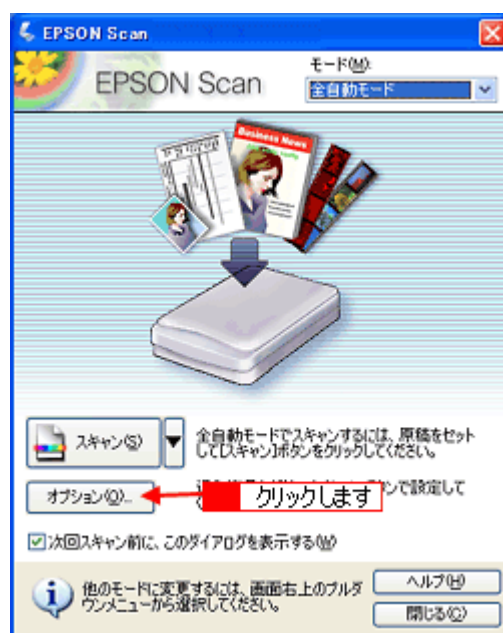 EPSON Scan
EPSON Scan
モード(M):
全自動モード
Business News
スキャン(S)
全自動モードでスキャンするには、原稿をセット
して[スキャン]ボタンをクリックしてください。
オプション(O)...
クリックします
ンで設定して
次回スキャン前に、このダイアログを表示する(W)
他のモードに変更するには、画面右上のプルダ
ウンメニューから選択してください。
ヘルプ(H)
閉じる(C)